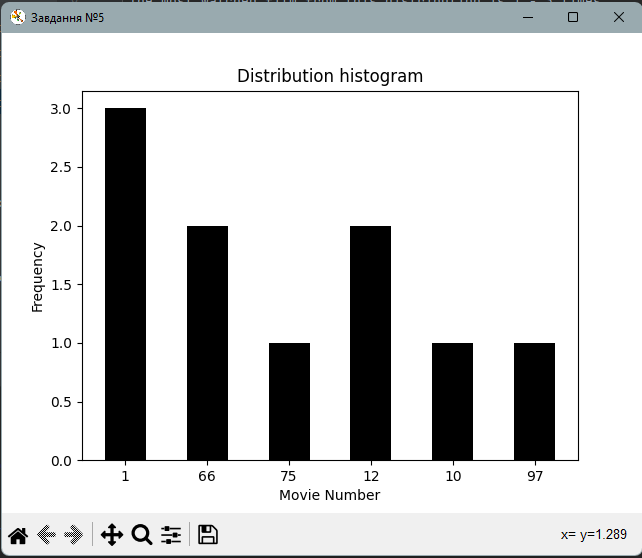 Завдання №5
Distribution histogram
3.0
2.5
2.0
1.5
1.0
0.5
0.0
Frequency
1 66 75 12 10 97
Movie Number
x= y=1.289